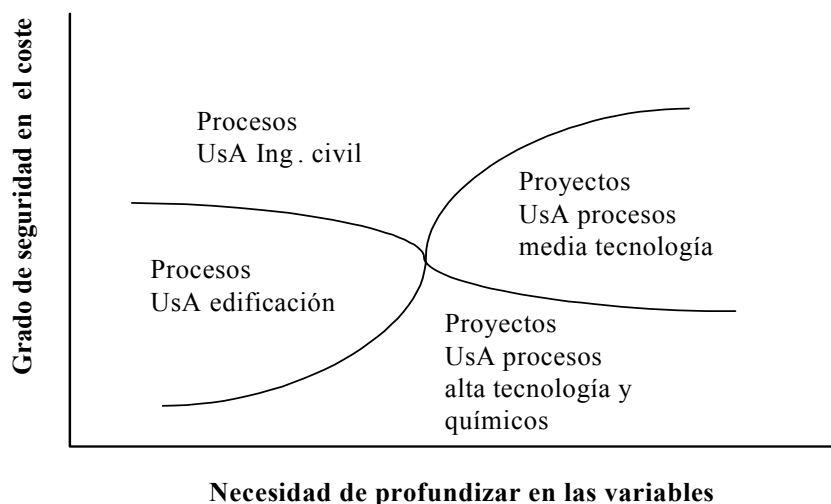 Grado de seguridad en el coste
Procesos
UsA Ing. civil
Proyectos
UsA procesos
media tecnología
Procesos
UsA edificación
Proyectos
UsA procesos
alta tecnología y
químicos
Necesidad de profundizar en las variables